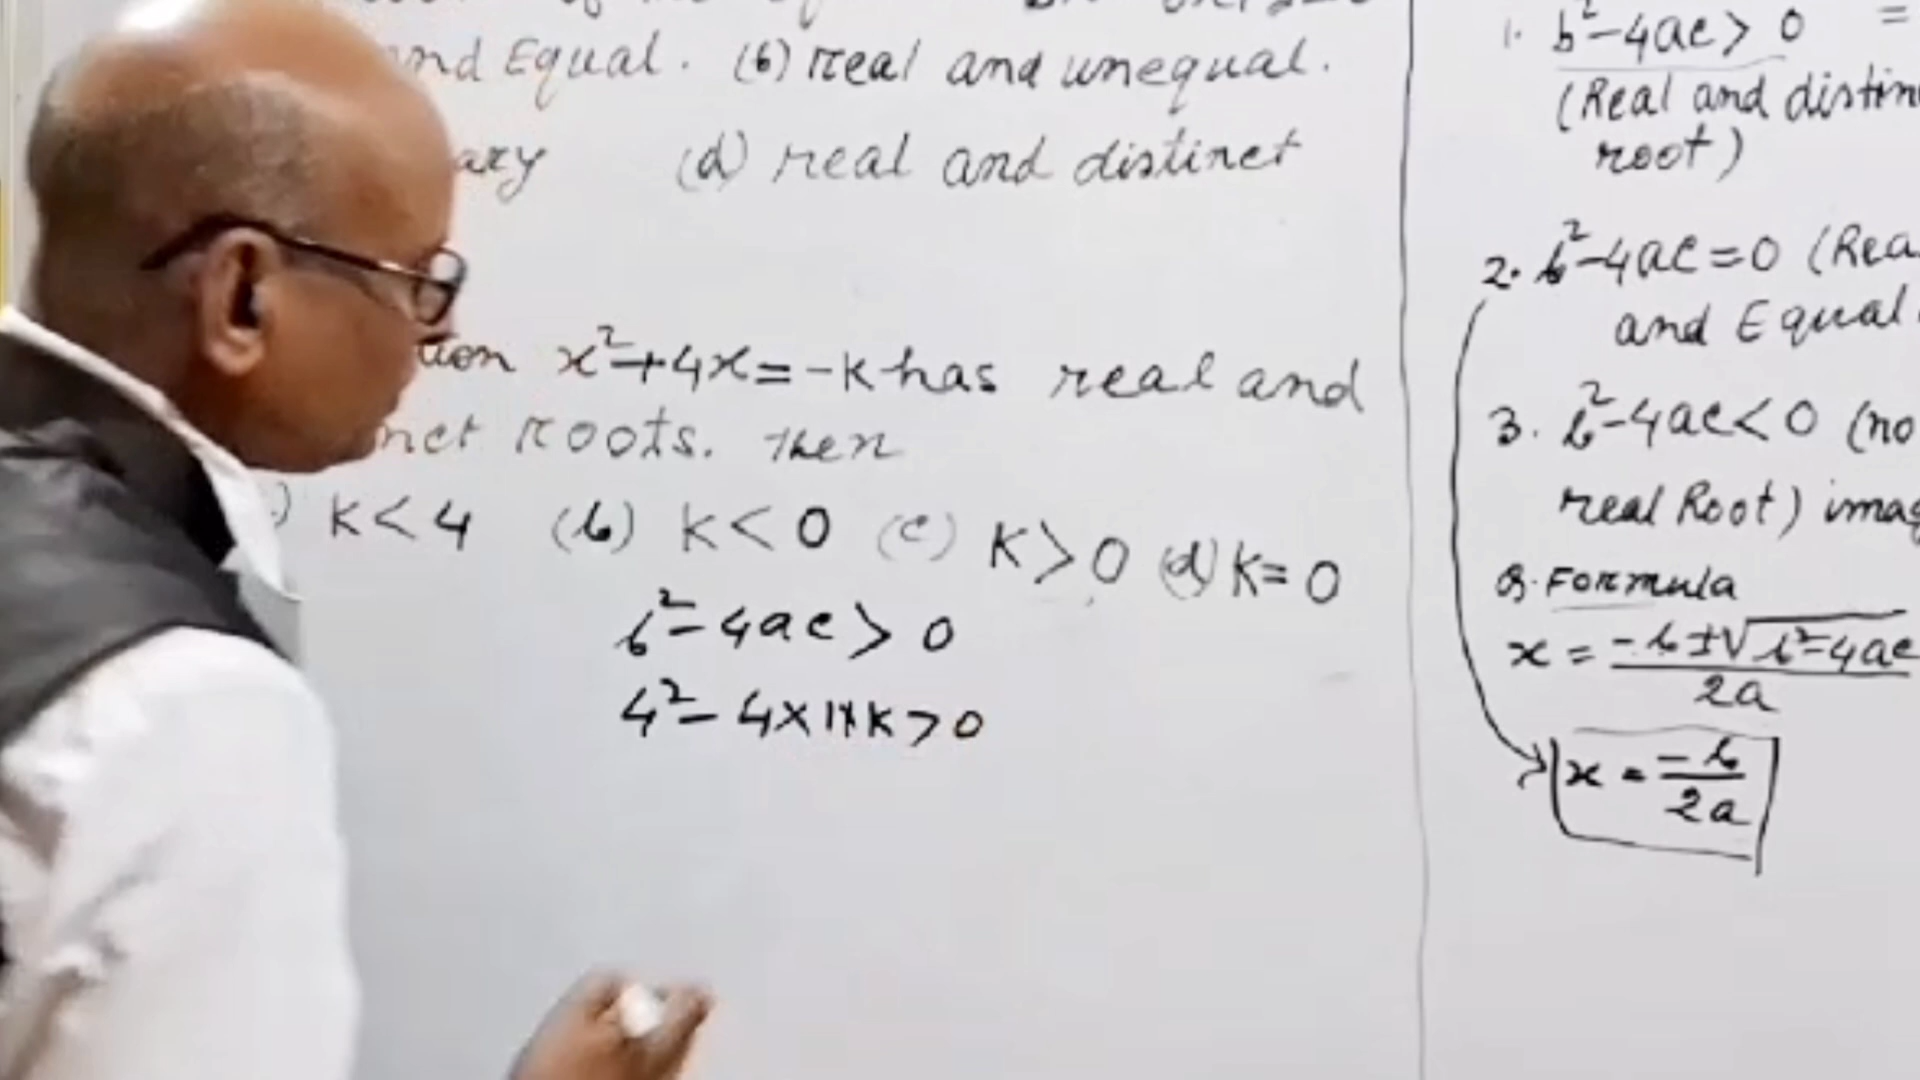 and Equal. (b) real and unequal.
(d) real and distinct
x²+4x=-k has real and
Roots. Then
k<4 (b) k<0 (c) k>0 (d) k=0
b²-4ac>0
4²-4×1×k>0
1. b²-4ac>0 =
(Real and
root)
2. b²-4ac=0
and Equal
3. b²-4ac<0 (no
real Root)
Q. Formula
x = -b±√b²-4ac / 2a
x = -b / 2a